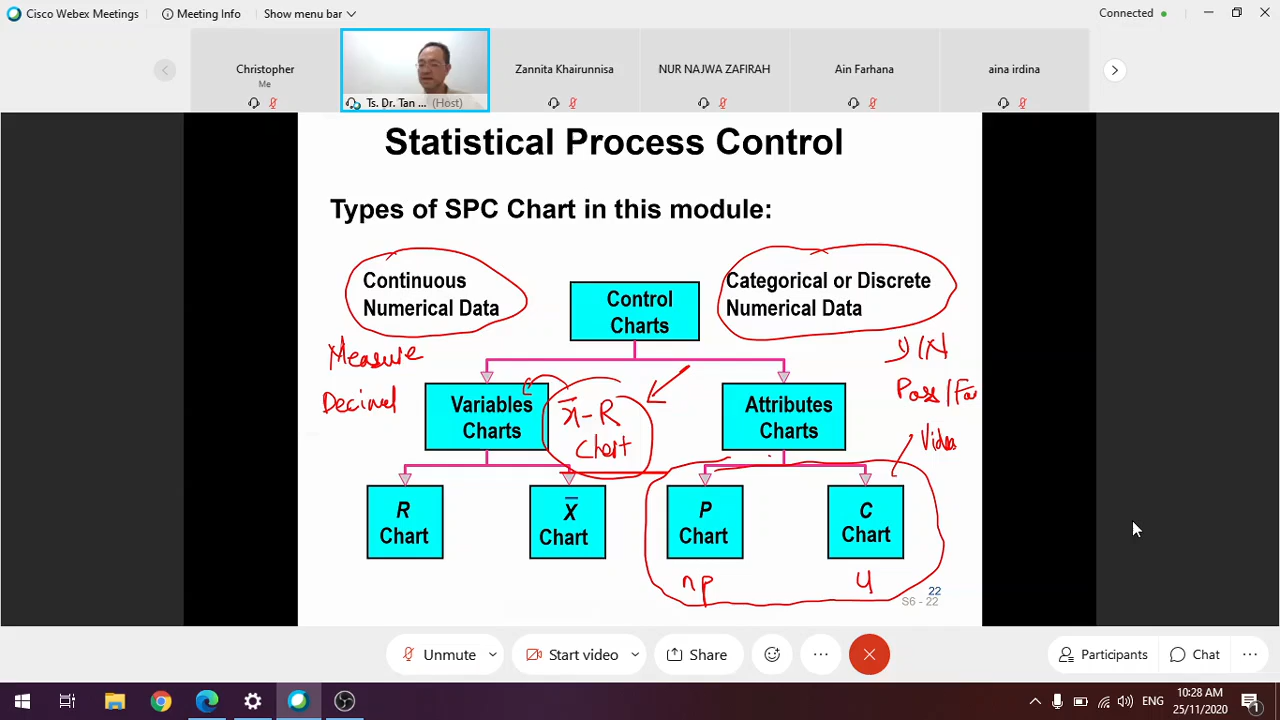 Cisco Webex Meetings
Meeting Info
Show menu bar
Connected
Christopher
Me
Ts. Dr. Tan ... (Host)
Zannita Khairunnisa
NUR NAJWA ZAFIRAH
Ain Farhana
aina irdina
Statistical Process Control
Types of SPC Chart in this module:
Continuous
Numerical Data
Categorical or Discrete
Numerical Data
Control
Charts
Measure
Decimal
Y/N
Pass/Fa
Video
Variables
Charts
x̄-R
Chart
Attributes
Charts
R
Chart
X̄
Chart
P
Chart
C
Chart
np
u
22
S6 - 22
Unmute
Start video
Share
Participants
Chat
ENG
10:28 AM
25/11/2020
1